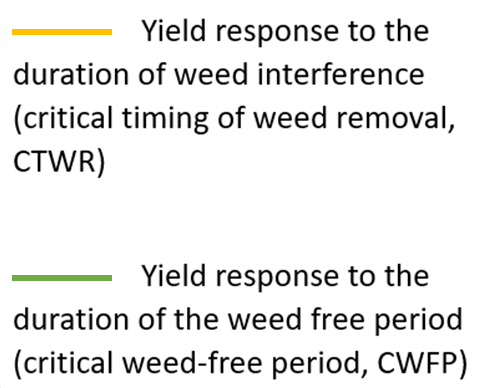 Yield response to the
duration of weed interference
(critical timing of weed removal,
CTWR)
Yield response to the
duration of the weed free period
(critical weed-free period, CWFP)